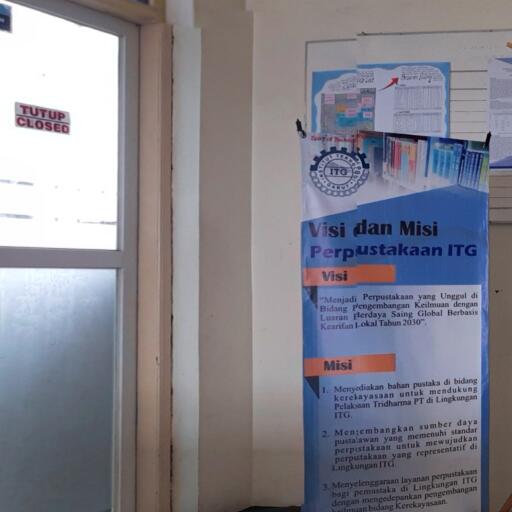 TUTUP
CLOSED
ITG
Visi dan Misi
Perpustakaan ITG
Visi
"Menjadi Perpustakaan yang Unggul di
Bidang Pengembangan Keilmuan dengan
Luaran Berdaya Saing Global Berbasis
Kearifan Lokal Tahun 2030".
Misi
1. Menyediakan bahan pustaka di bidang
kerekayasaan untuk mendukung
Pelaksaan Tridharma PT di Lingkungan
ITG.
2. Mengembangkan sumber daya
pustakawan yang memenuhi standar
perpustakaan untuk mewujudkan
perpustakaan yang representatif di
Lingkungan ITG.
3. Menyelenggaraan layanan perpustakaan
bagi pemustaka di Lingkungan ITG
dengan mengedepankan pengembangan
keilmuan bidang Kerekayasaan.